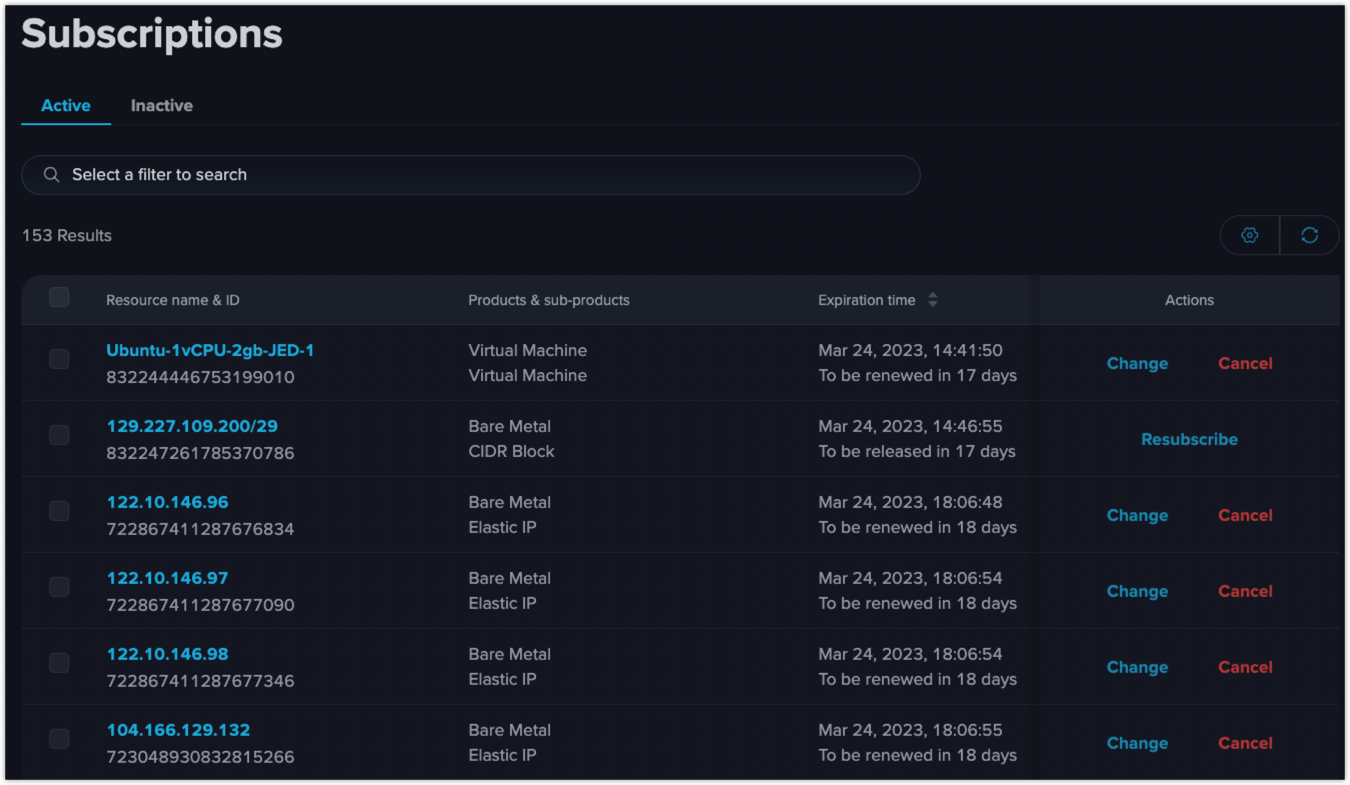 Subscriptions
Active Inactive
Select a filter to search
153 Results
Resource name & ID Products & sub-products Expiration time Actions
Ubuntu-1vCPU-2gb-JED-1 Virtual Machine Mar 24, 2023, 14:41:50
832244446753199010 Virtual Machine To be renewed in 17 days Change Cancel
129.227.109.200/29 Bare Metal Mar 24, 2023, 14:46:55
832247261785370786 CIDR Block To be released in 17 days Resubscribe
122.10.146.96 Bare Metal Mar 24, 2023, 18:06:48
722867411287676834 Elastic IP To be renewed in 18 days Change Cancel
122.10.146.97 Bare Metal Mar 24, 2023, 18:06:54
722867411287677090 Elastic IP To be renewed in 18 days Change Cancel
122.10.146.98 Bare Metal Mar 24, 2023, 18:06:54
722867411287677346 Elastic IP To be renewed in 18 days Change Cancel
104.166.129.132 Bare Metal Mar 24, 2023, 18:06:55
723048930832815266 Elastic IP To be renewed in 18 days Change Cancel